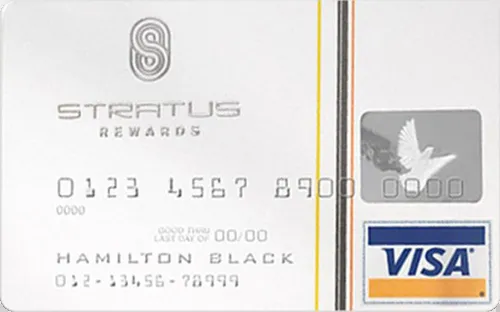 STRATUS
REWARDS
0123 4567 8900 0000
0000
GOOD THRU
LAST DAY OF 00/00
HAMILTON BLACK
012-13456-78999
VISA